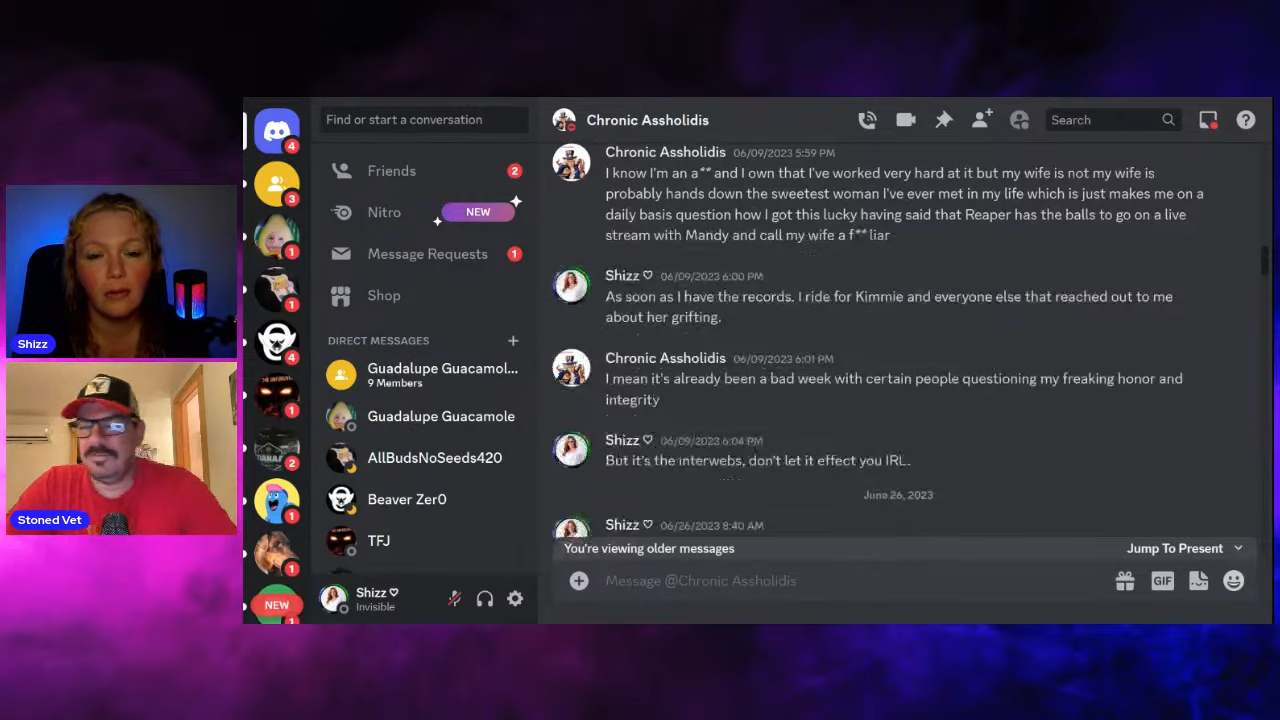 Find or start a conversation
Chronic Assholidis
Search
4
3
1
1
4
1
2
1
1
NEW
1
Friends
2
Nitro
NEW
Message Requests
1
Shop
DIRECT MESSAGES
Guadalupe Guacamol...
9 Members
Guadalupe Guacamole
AllBudsNoSeeds420
Beaver Zer0
TFJ
Shizz ♡
Invisible
Chronic Assholidis 06/09/2023 5:59 PM
I know I'm an a** and I own that I've worked very hard at it but my wife is not my wife is
probably hands down the sweetest woman I've ever met in my life which is just makes me on a
daily basis question how I got this lucky having said that Reaper has the balls to go on a live
stream with Mandy and call my wife a f** liar
Shizz ♡ 06/09/2023 6:00 PM
As soon as I have the records. I ride for Kimmie and everyone else that reached out to me
about her grifting.
Chronic Assholidis 06/09/2023 6:01 PM
I mean it's already been a bad week with certain people questioning my freaking honor and
integrity
Shizz ♡ 06/09/2023 6:04 PM
But it's the interwebs, don't let it effect you IRL.
June 26, 2023
Shizz ♡ 06/26/2023 8:40 AM
You're viewing older messages
Jump To Present
Message @Chronic Assholidis
GIF
Shizz
Stoned Vet